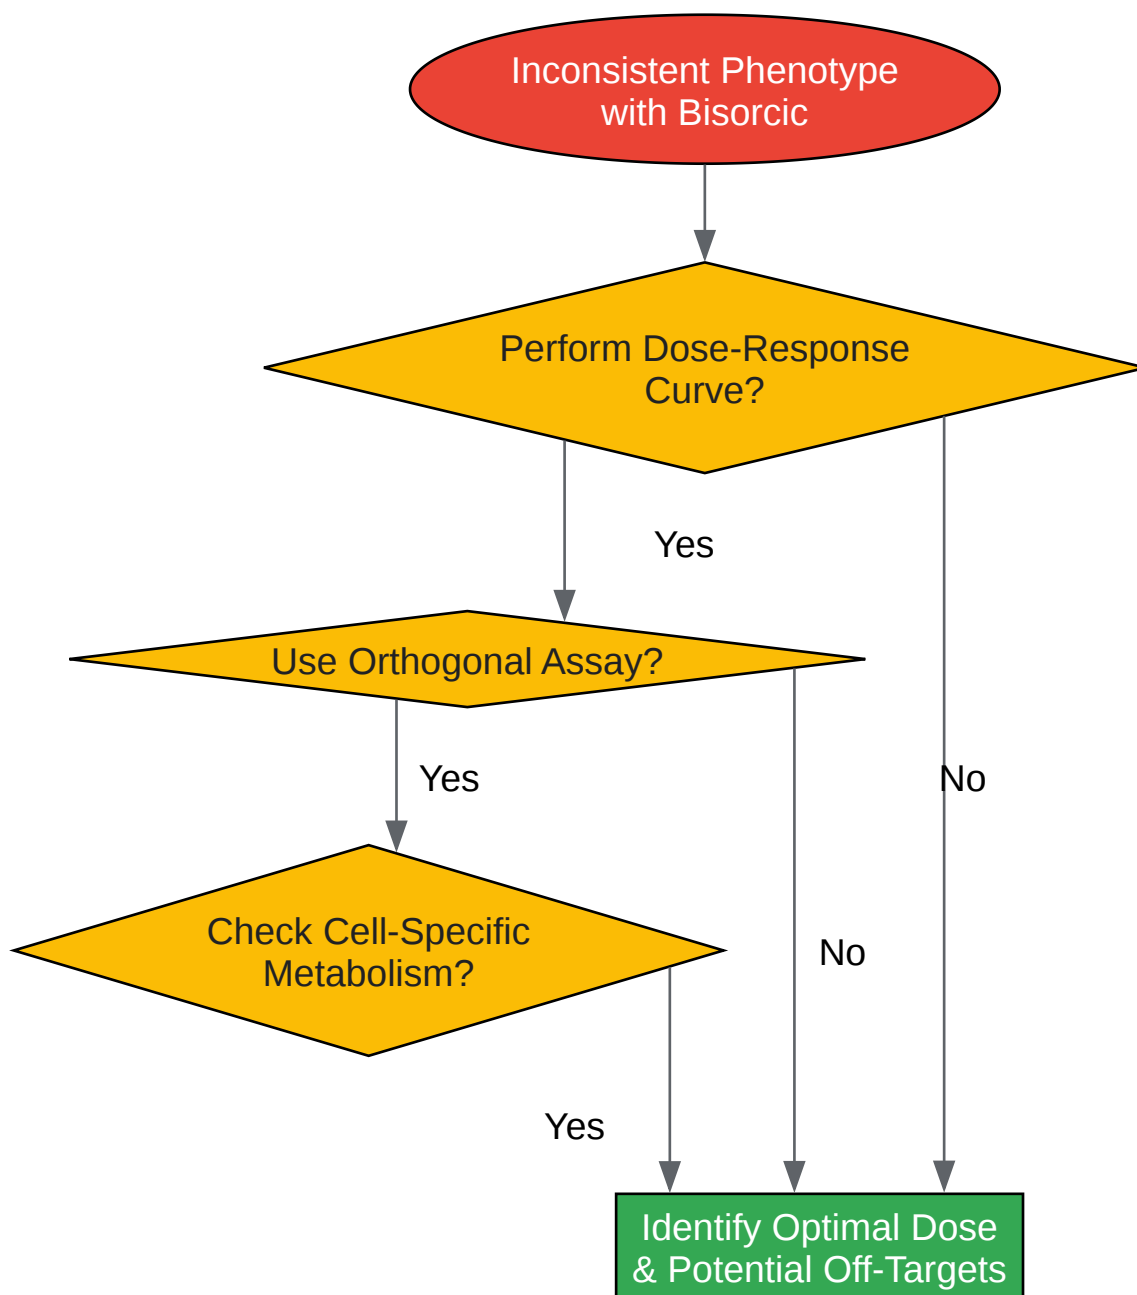 Inconsistent Phenotype
with Bisorcic
Perform Dose-Response
Curve?
Yes
Use Orthogonal Assay?
Yes
No
Check Cell-Specific
Metabolism?
No
Yes
Identify Optimal Dose
& Potential Off-Targets